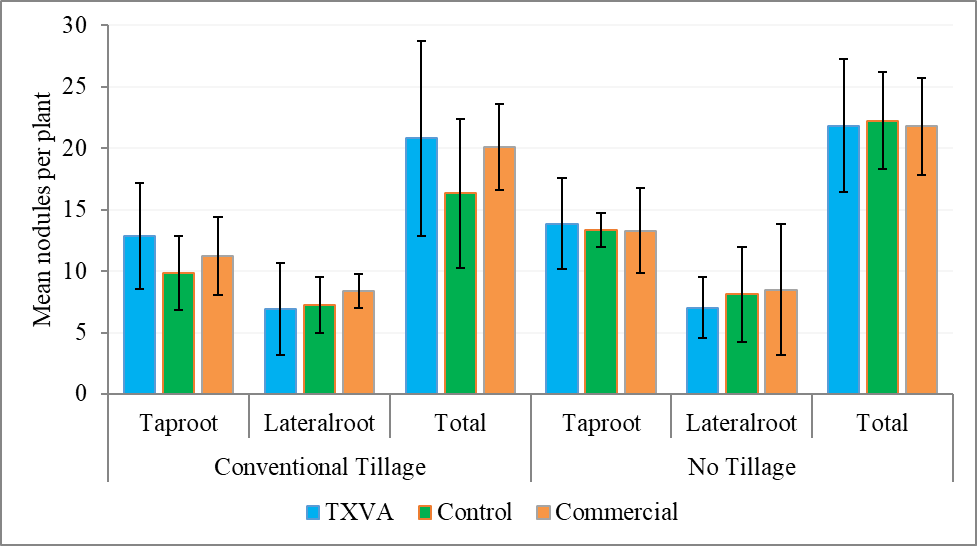 Mean nodules per plant
30
25
20
15
10
5
0
Taproot Lateralroot Total Taproot Lateralroot Total
Conventional Tillage No Tillage
TXVA Control Commercial